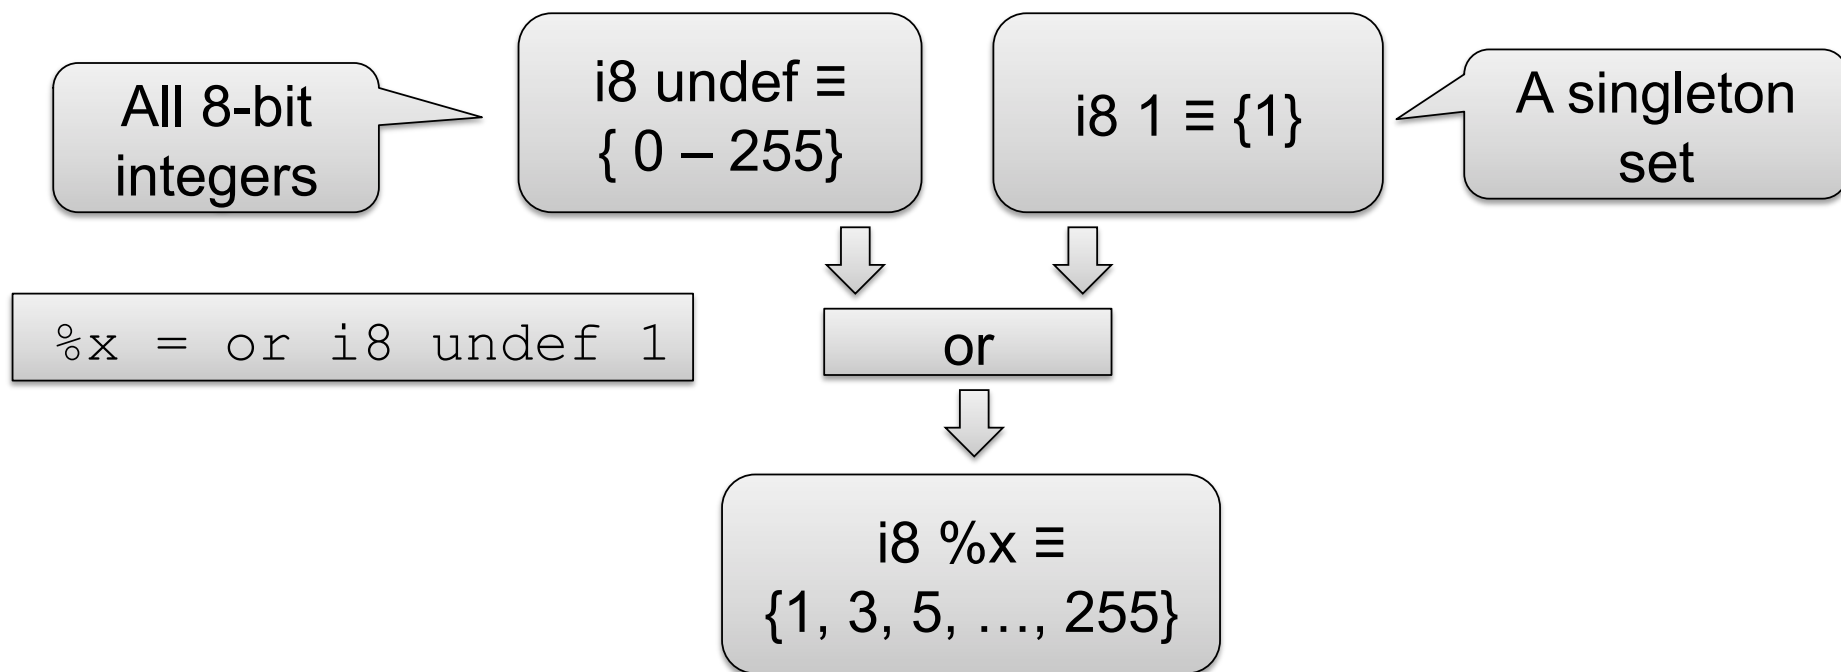 All 8-bit
integers
i8 undef ≡
{ 0 – 255}
i8 1 ≡ {1}
A singleton
set
%x = or i8 undef 1
or
i8 %x ≡
{1, 3, 5, …, 255}